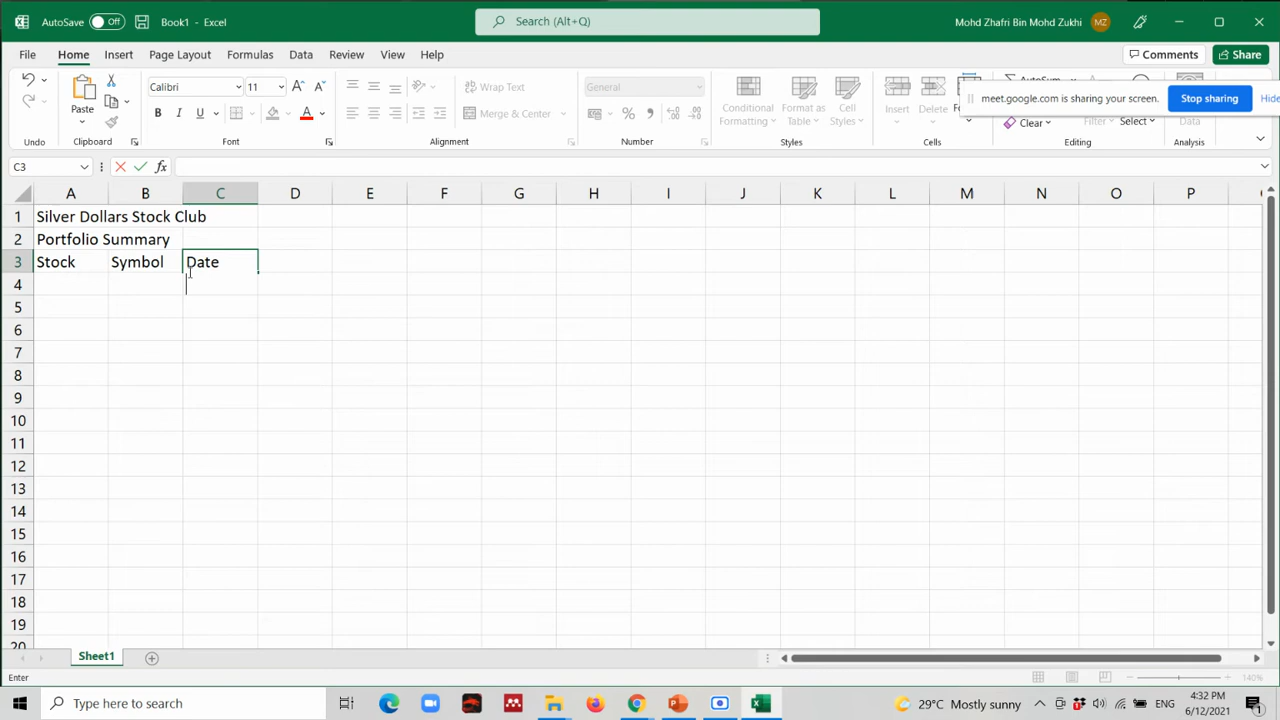 AutoSave Off Book1 - Excel Search (Alt+Q) Mohd Zhafri Bin Mohd Zukhi MZ
File Home Insert Page Layout Formulas Data Review View Help Comments Share
Calibri 11 Wrap Text General AutoSum
Paste Conditional Format as Cell Insert Delete
meet.google.com is sharing your screen. Stop sharing Hide
Merge & Center Formatting Table Styles Clear Filter Select Data
Clipboard Font Alignment Number Styles Cells Editing Analysis
C3 fx
A B C D E F G H I J K L M N O P
1 Silver Dollars Stock Club
2 Portfolio Summary
3 Stock Symbol Date
4
5
6
7
8
9
10
11
12
13
14
15
16
17
18
19
20
Sheet1
Enter 140%
Type here to search 29°C Mostly sunny ENG 4:32 PM
6/12/2021 1